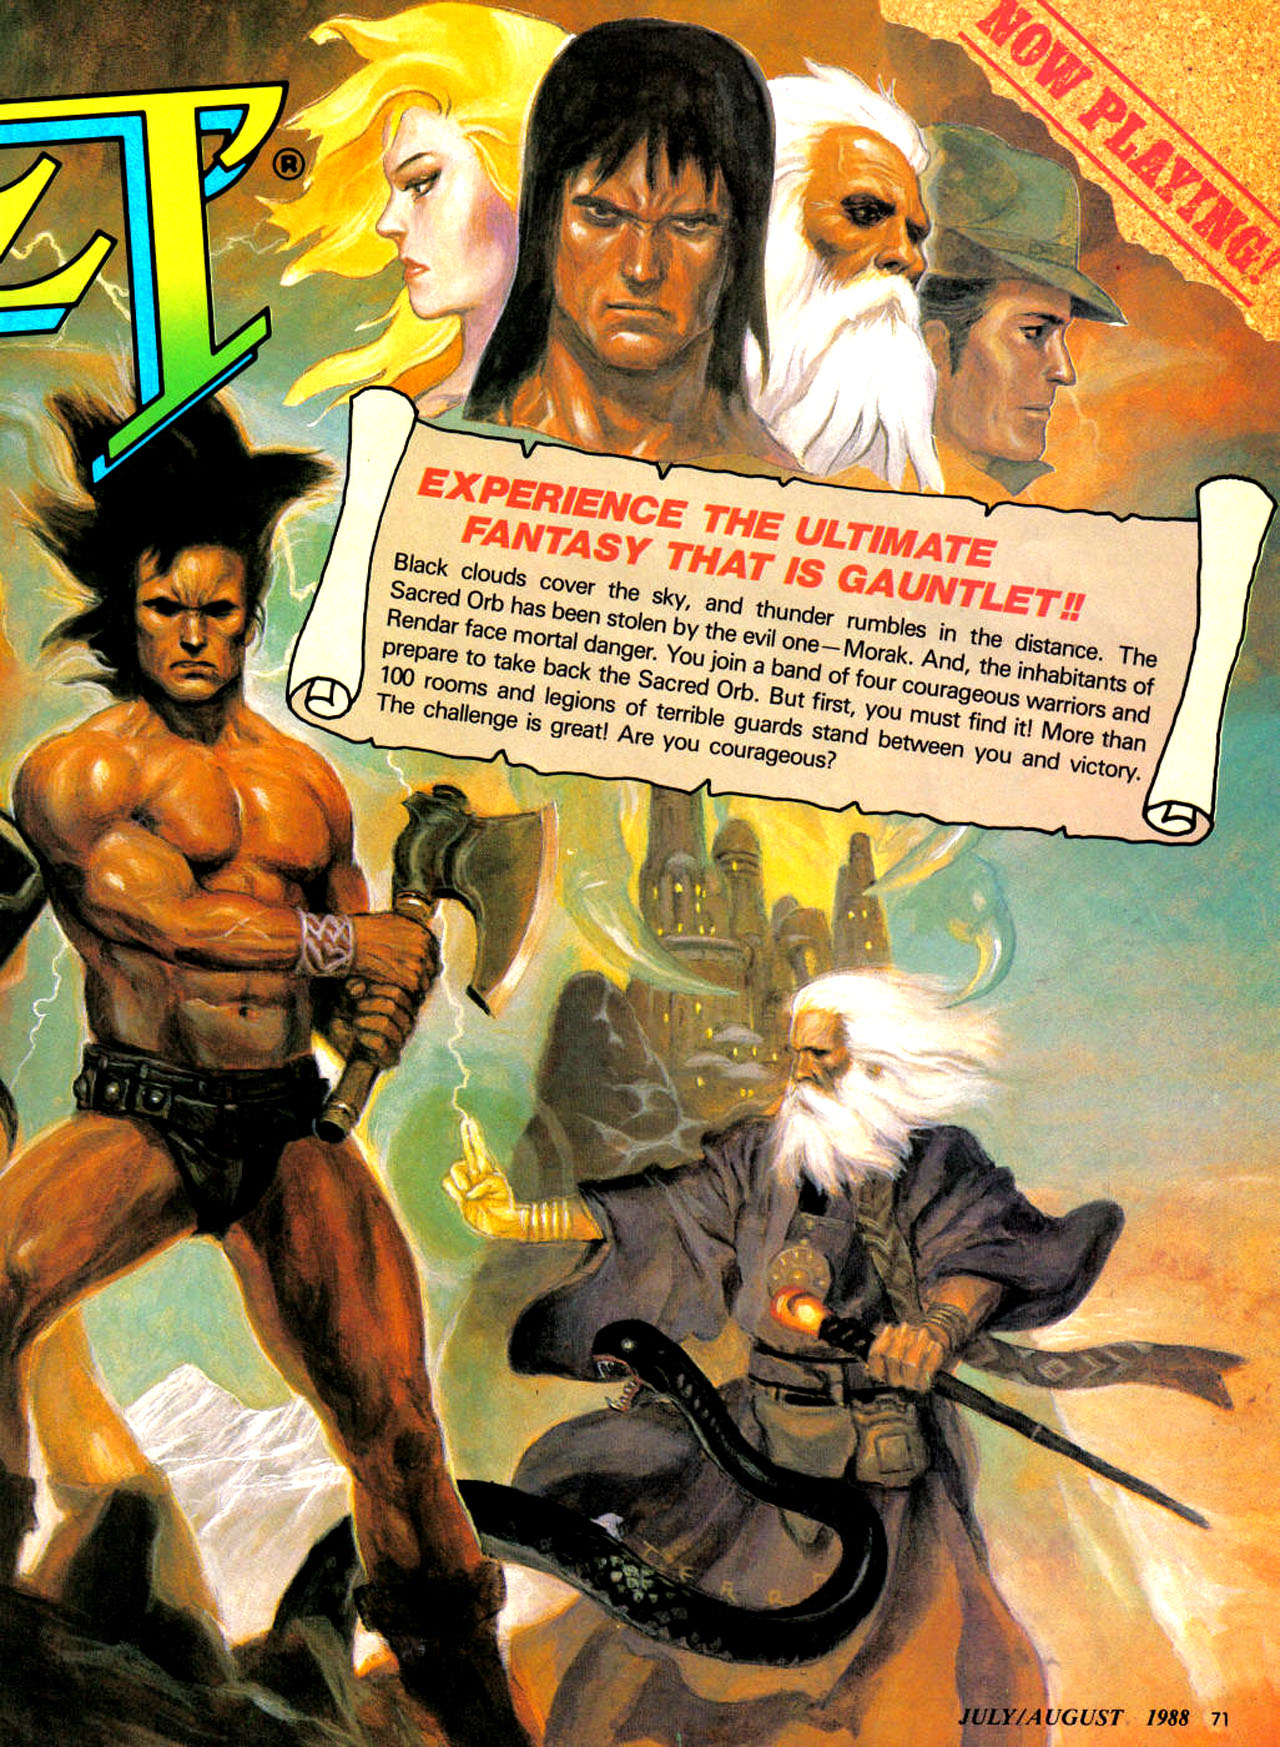 ET®
NOW PLAYING!
EXPERIENCE THE ULTIMATE
FANTASY THAT IS GAUNTLET!!
Black clouds cover the sky, and thunder rumbles in the distance. The
Sacred Orb has been stolen by the evil one—Morak. And, the inhabitants of
Rendar face mortal danger. You join a band of four courageous warriors and
prepare to take back the Sacred Orb. But first, you must find it! More than
100 rooms and legions of terrible guards stand between you and victory.
The challenge is great! Are you courageous?
JULY/AUGUST 1988 71